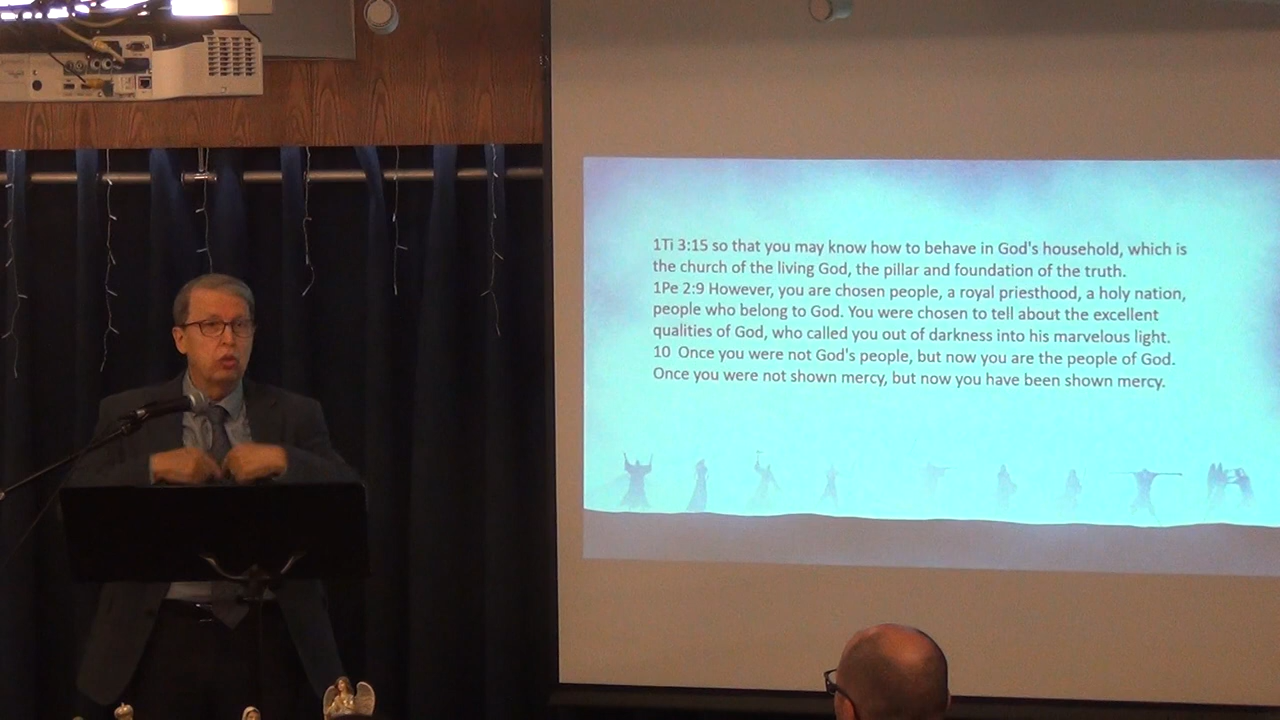 1Ti 3:15 so that you may know how to behave in God's household, which is
the church of the living God, the pillar and foundation of the truth.
1Pe 2:9 However, you are chosen people, a royal priesthood, a holy nation,
people who belong to God. You were chosen to tell about the excellent
qualities of God, who called you out of darkness into his marvelous light.
10  Once you were not God's people, but now you are the people of God.
Once you were not shown mercy, but now you have been shown mercy.